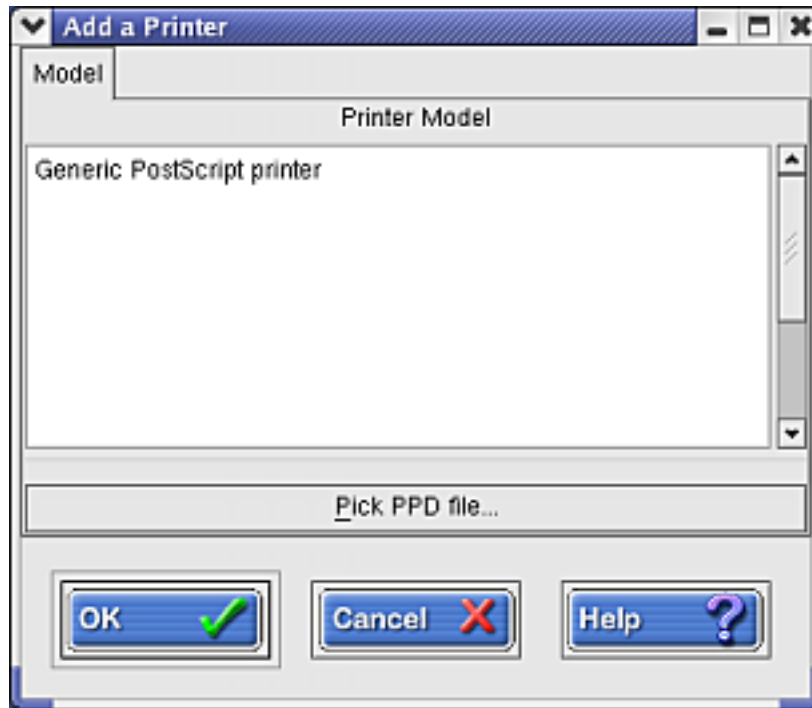 Add a Printer
Model
Printer Model
Generic PostScript printer
Pick PPD file...
OK
Cancel
Help